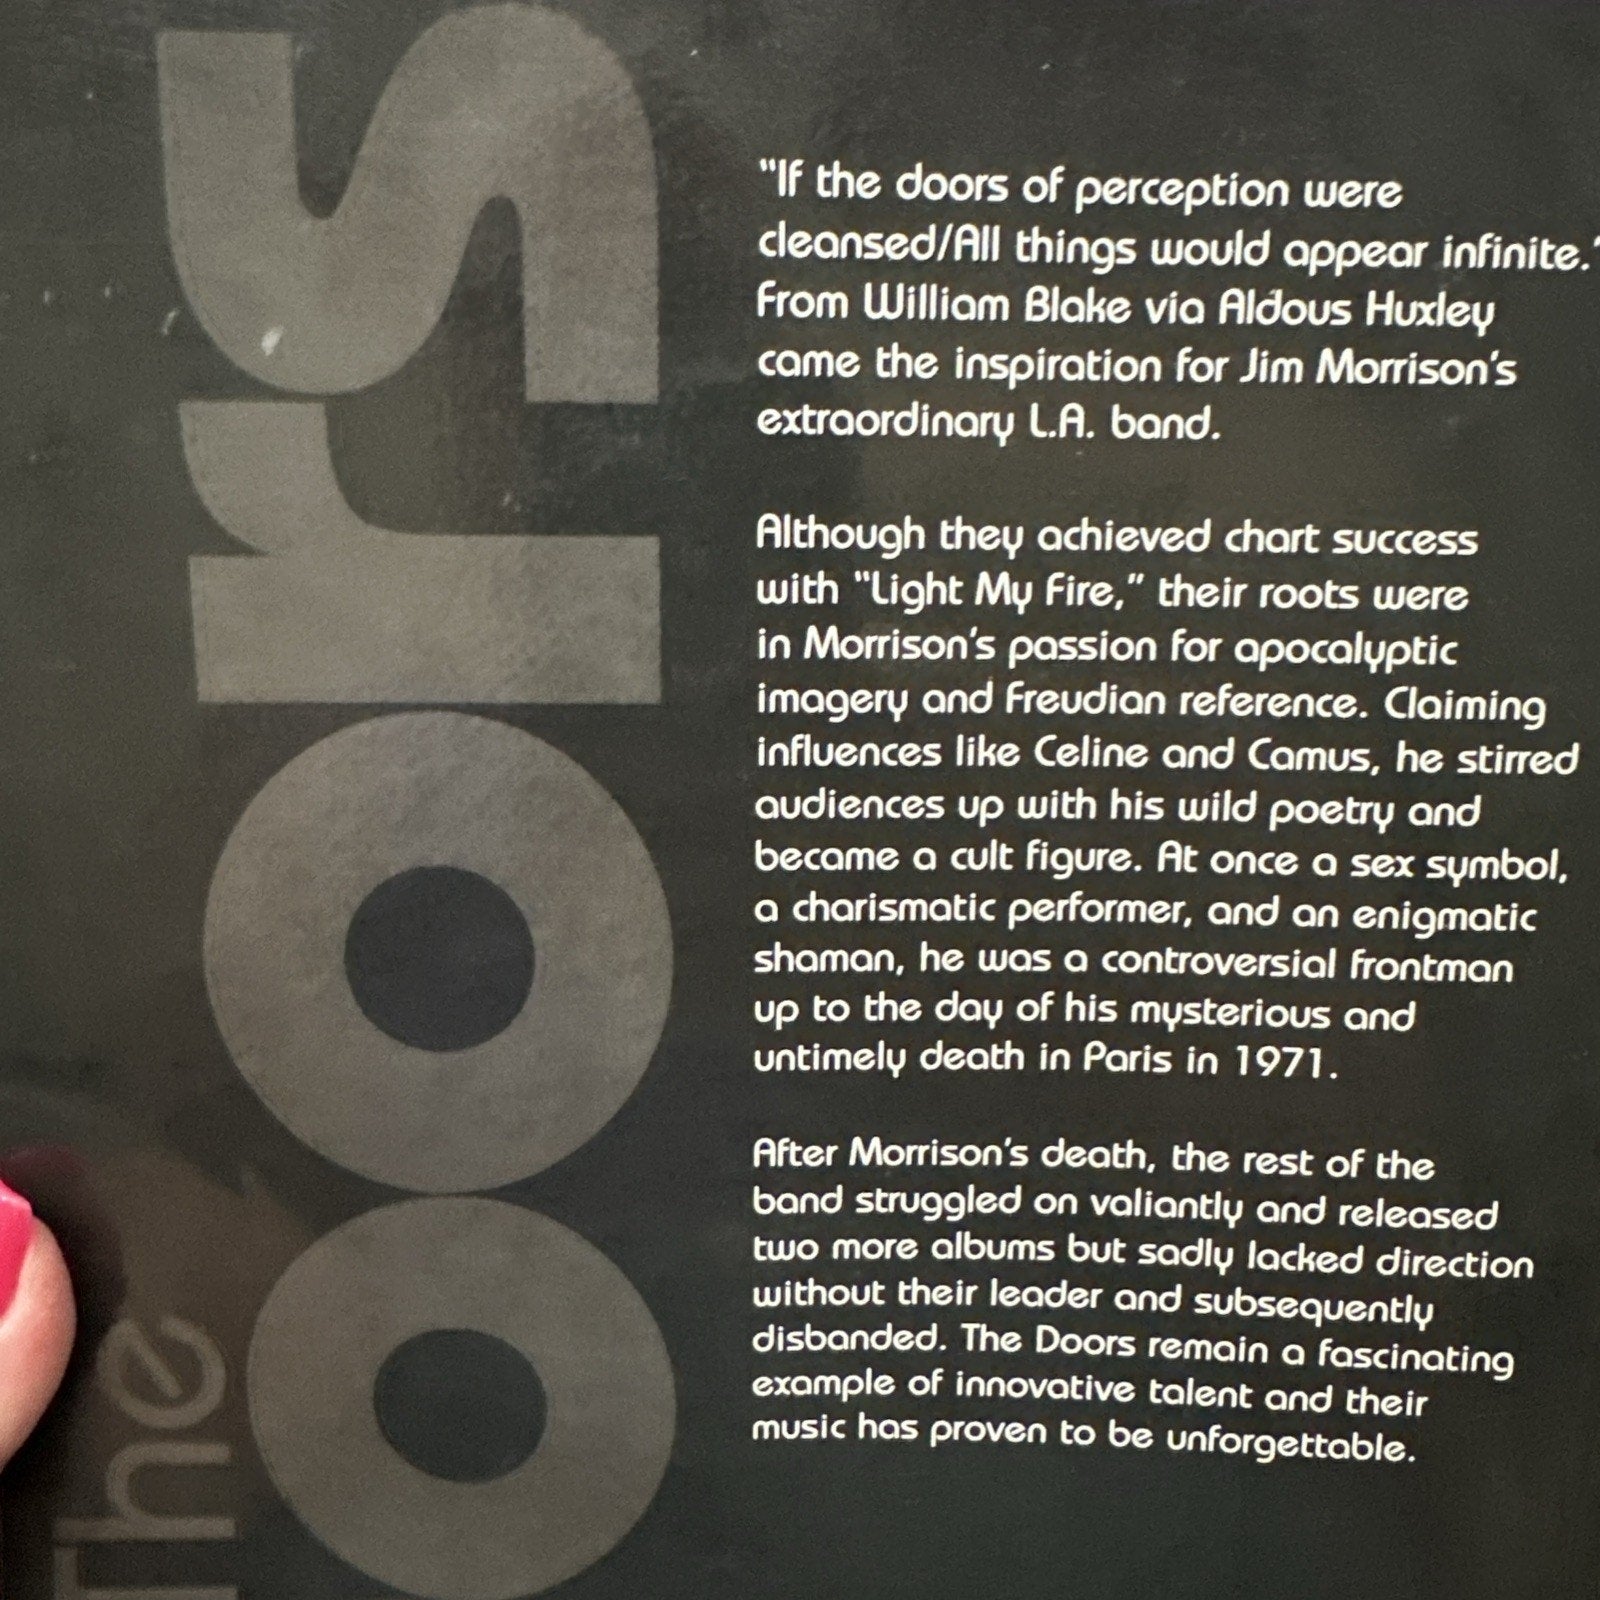 The
oors
"If the doors of perception were
cleansed/All things would appear infinite."
From William Blake via Aldous Huxley
came the inspiration for Jim Morrison's
extraordinary L.A. band.
Although they achieved chart success
with "Light My Fire," their roots were
in Morrison's passion for apocalyptic
imagery and Freudian reference. Claiming
influences like Celine and Camus, he stirred
audiences up with his wild poetry and
became a cult figure. At once a sex symbol,
a charismatic performer, and an enigmatic
shaman, he was a controversial frontman
up to the day of his mysterious and
untimely death in Paris in 1971.
After Morrison's death, the rest of the
band struggled on valiantly and released
two more albums but sadly lacked direction
without their leader and subsequently
disbanded. The Doors remain a fascinating
example of innovative talent and their
music has proven to be unforgettable.